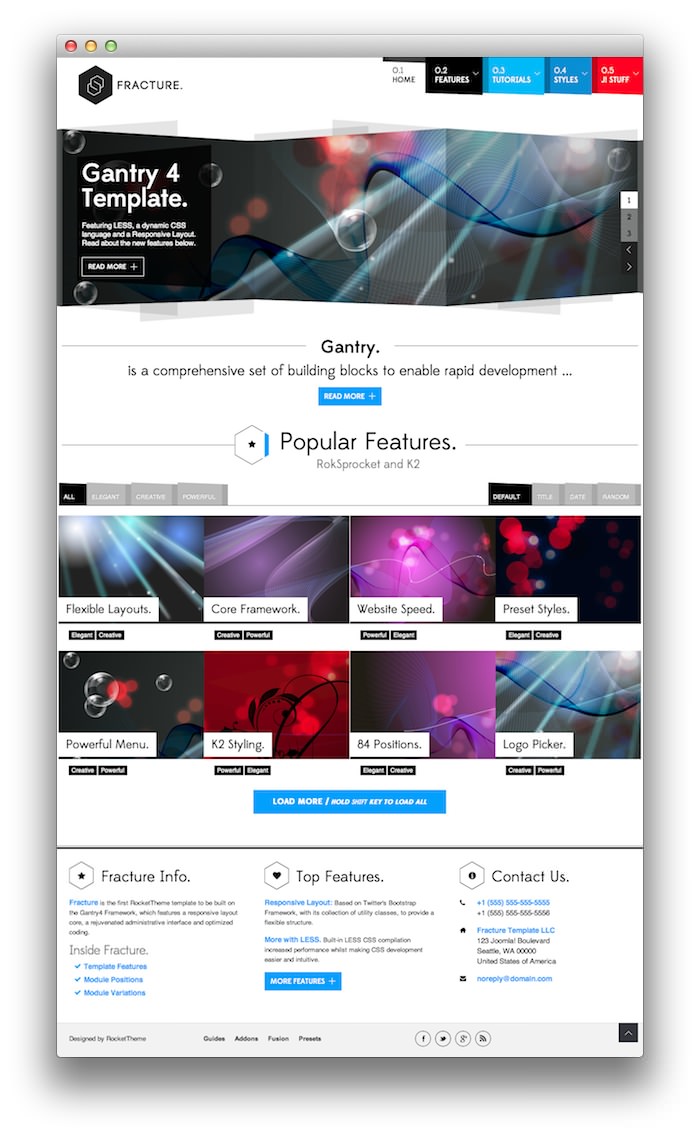 FRACTURE.
0.1
HOME
0.2
FEATURES
0.3
TUTORIALS
0.4
STYLES
0.5
J! STUFF
Gantry 4
Template.
Featuring LESS, a dynamic CSS
language and a Responsive Layout.
Read about the new features below.
READ MORE +
1
2
3
Gantry.
is a comprehensive set of building blocks to enable rapid development ...
READ MORE +
Popular Features.
RokSprocket and K2
ALL ELEGANT CREATIVE POWERFUL
DEFAULT TITLE DATE RANDOM
Flexible Layouts. Core Framework. Website Speed. Preset Styles.
Elegant Creative Creative Powerful Powerful Elegant Elegant Creative
Powerful Menu. K2 Styling. 84 Positions. Logo Picker.
Creative Powerful Powerful Elegant Elegant Creative Creative Powerful
LOAD MORE / HOLD SHIFT KEY TO LOAD ALL
Fracture Info.
Fracture is the first RocketTheme template to be built on
the Gantry4 Framework, which features a responsive layout
core, a rejuvenated administrative interface and optimized
coding.
Inside Fracture.
Template Features
Module Positions
Module Variations
Top Features.
Responsive Layout: Based on Twitter's Bootstrap
Framework, with its collection of utility classes, to provide a
flexible structure.
More with LESS. Built-in LESS CSS compilation
increased performance whilst making CSS development
easier and intuitive.
MORE FEATURES +
Contact Us.
+1 (555) 555-555-5555
+1 (555) 555-555-5556
Fracture Template LLC
123 Joomla! Boulevard
Seattle, WA 00000
United States of America
noreply@domain.com
Designed by RocketTheme
Guides Addons Fusion Presets